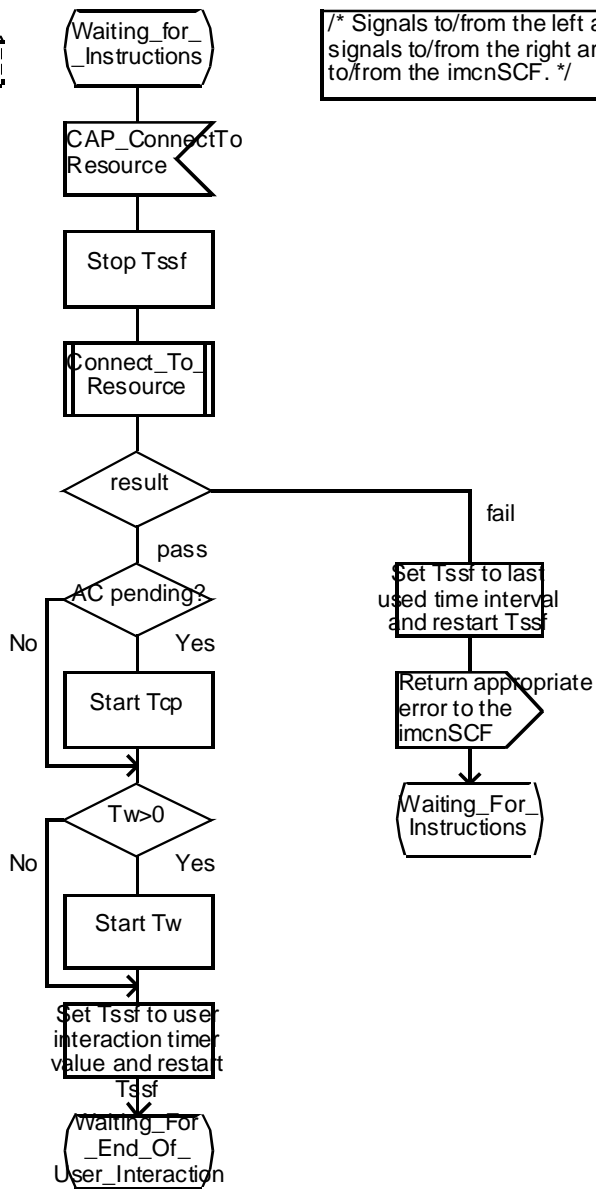 Waiting_for_
_Instructions
/* Signals to/from the left a
signals to/from the right ar
to/from the imcnSCF. */
CAP_ConnectTo
Resource
Stop Tssf
Connect_To_
Resource
result
fail
pass
AC pending?
No
Yes
Start Tcp
Set Tssf to last
used time interval
and restart Tssf
Return appropriate
error to the
imcnSCF
Waiting_For_
Instructions
Tw>0
No
Yes
Start Tw
Set Tssf to user
interaction timer
value and restart
Tssf
Waiting_For
_End_Of_
User_Interaction